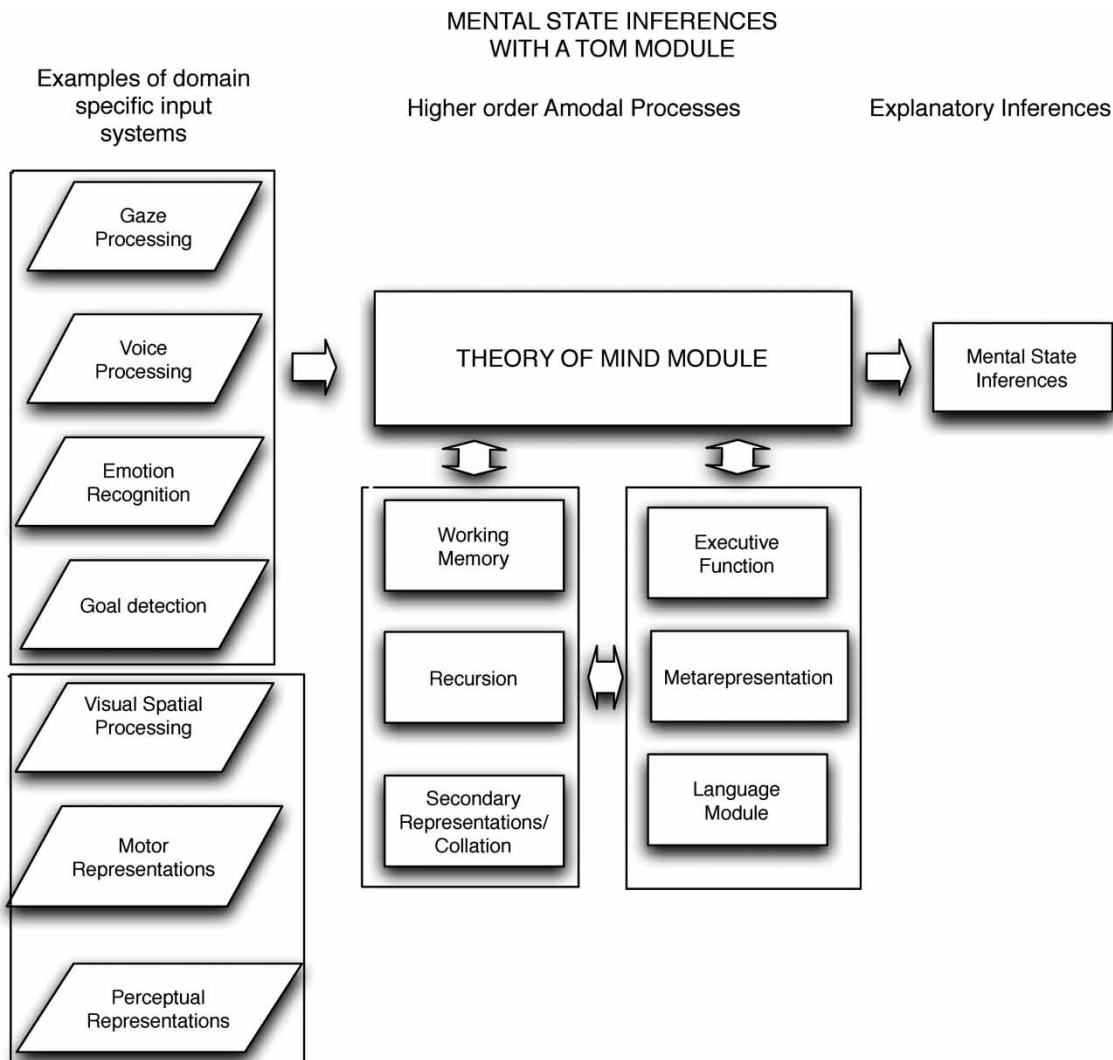 MENTAL STATE INFERENCES
WITH A TOM MODULE
Examples of domain
specific input
systems
Higher order Amodal Processes
Explanatory Inferences
Gaze
Processing
Voice
Processing
Emotion
Recognition
Goal detection
Visual Spatial
Processing
Motor
Representations
Perceptual
Representations
THEORY OF MIND MODULE
Mental State
Inferences
Working
Memory
Recursion
Secondary
Representations/
Collation
Executive
Function
Metarepresentation
Language
Module